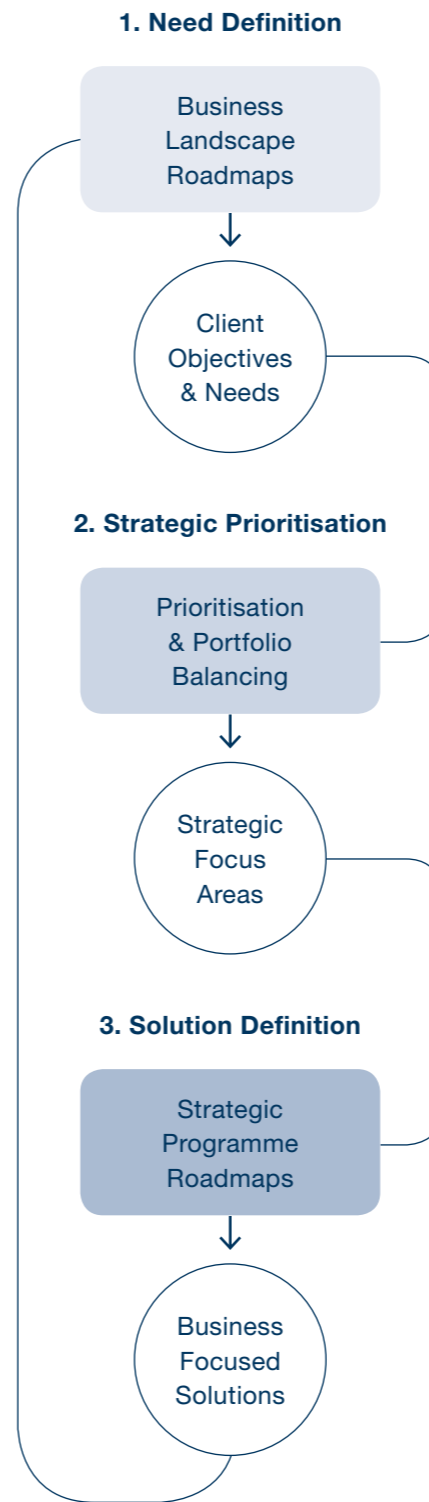 1. Need Definition
Business
Landscape
Roadmaps
Client
Objectives
& Needs
2. Strategic Prioritisation
Prioritisation
& Portfolio
Balancing
Strategic
Focus
Areas
3. Solution Definition
Strategic
Programme
Roadmaps
Business
Focused
Solutions